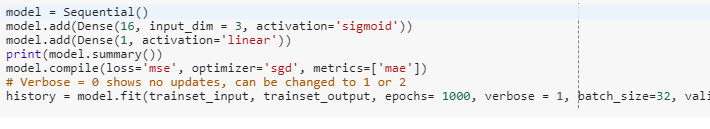 model = Sequential()
model.add(Dense(16, input_dim = 3, activation='sigmoid'))
model.add(Dense(1, activation='linear'))
print(model.summary())
model.compile(loss='mse', optimizer='sgd', metrics=['mae'])
# Verbose = 0 shows no updates, can be changed to 1 or 2
history = model.fit(trainset_input, trainset_output, epochs= 1000, verbose = 1, batch_size=32, vali